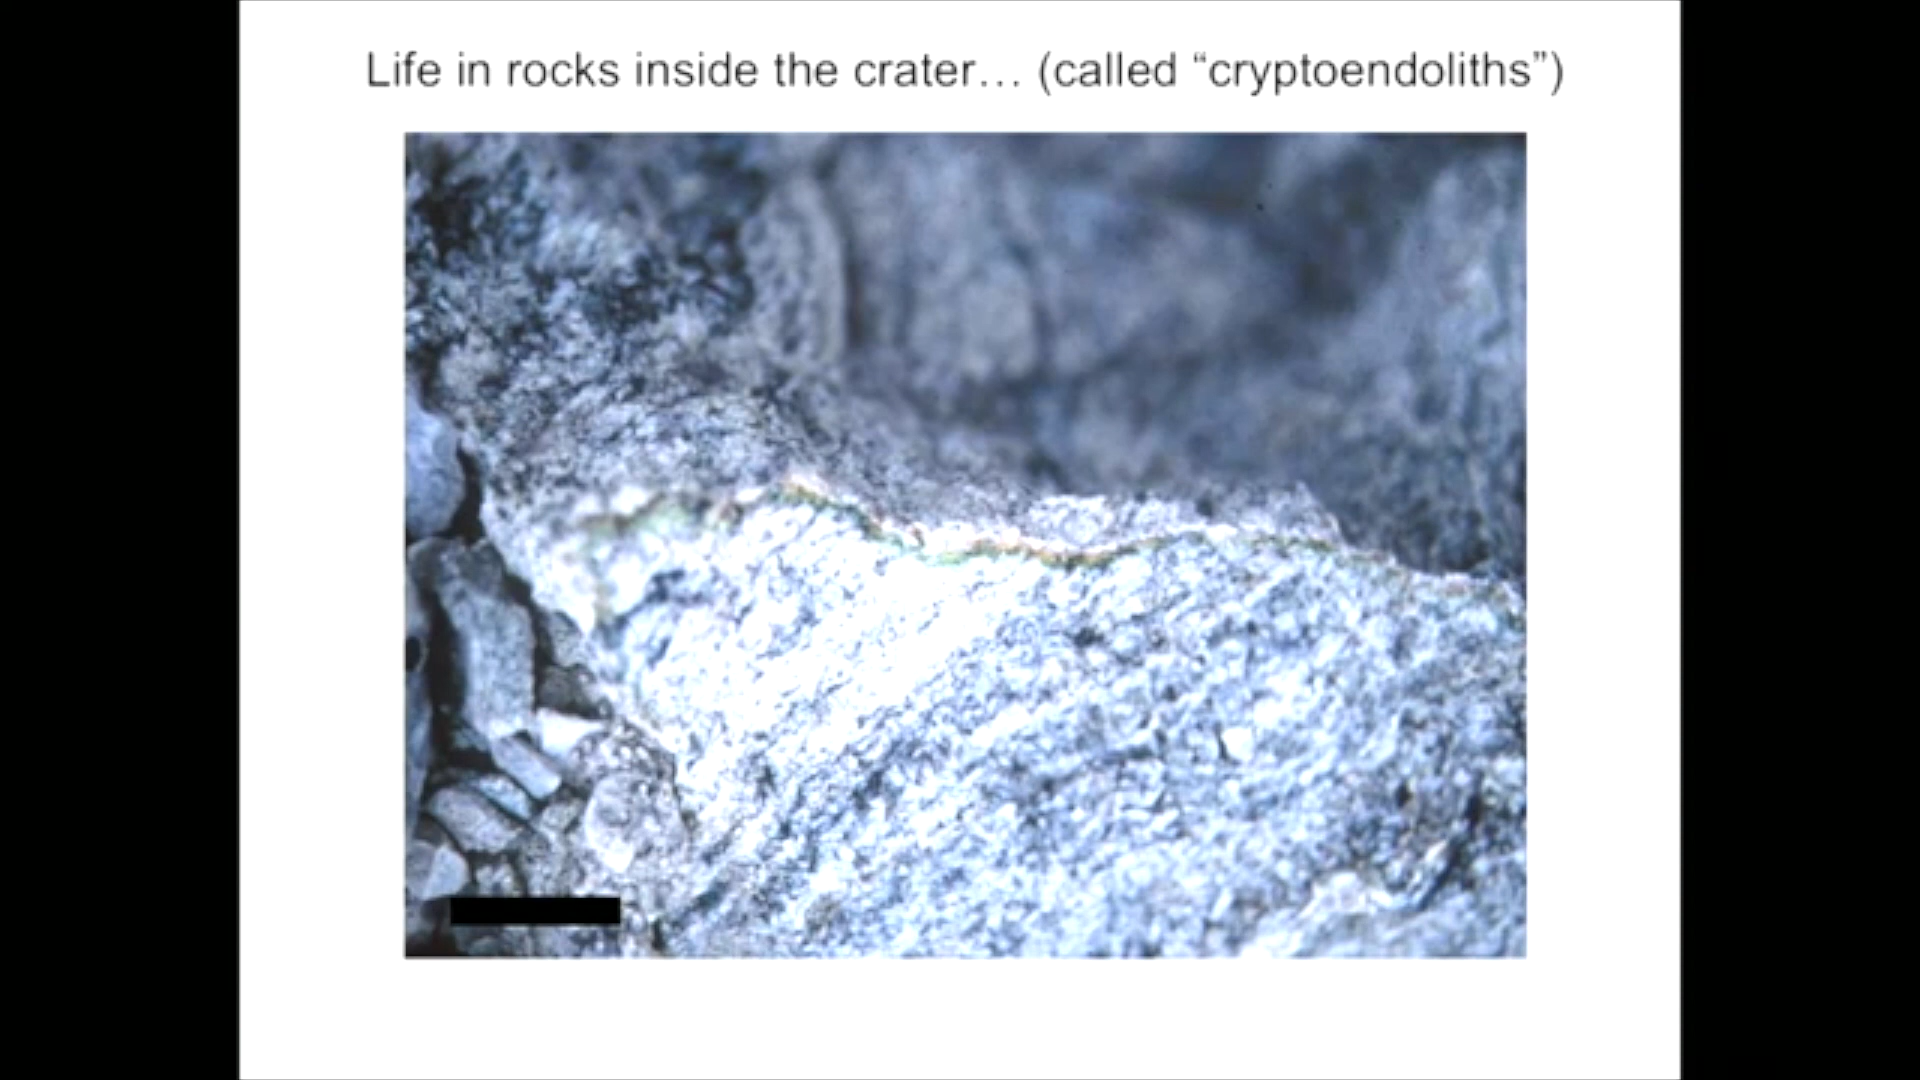 Life in rocks inside the crater… (called “cryptoendoliths”)